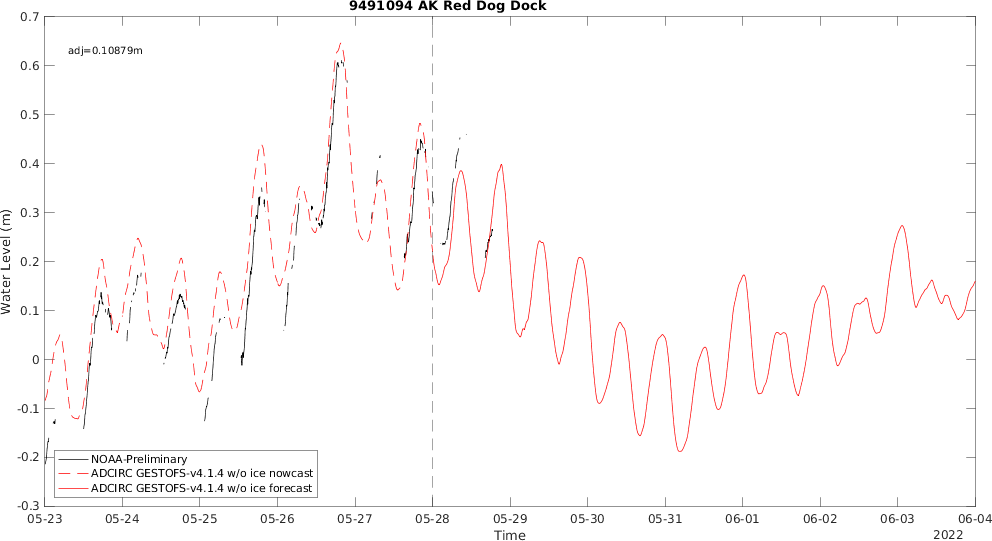 9491094 AK Red Dog Dock
adj=0.10879m
0.7
0.6
0.5
0.4
0.3
0.2
0.1
0
-0.1
-0.2
-0.3
Water Level (m)
NOAA-Preliminary
ADCIRC GESTOFS-v4.1.4 w/o ice nowcast
ADCIRC GESTOFS-v4.1.4 w/o ice forecast
05-23 05-24 05-25 05-26 05-27 05-28 05-29 05-30 05-31 06-01 06-02 06-03 06-04
Time
2022